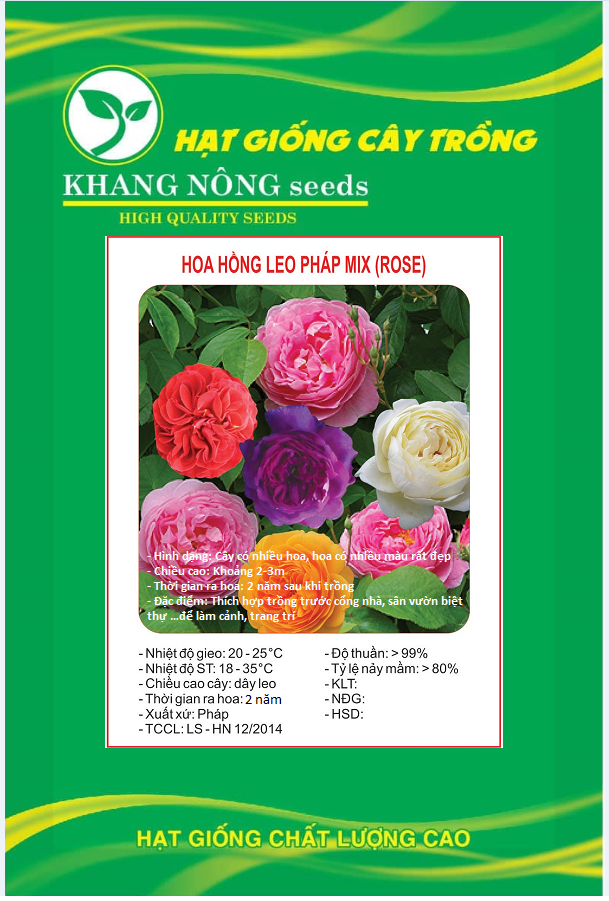 HẠT GIỐNG CÂY TRỒNG
KHANG NÔNG seeds
HIGH QUALITY SEEDS
HOA HỒNG LEO PHÁP MIX (ROSE)
- Hình dáng: Cây có nhiều hoa, hoa có nhiều màu rất đẹp
- Chiều cao: Khoảng 2-3m
- Thời gian ra hoa: 2 năm sau khi trồng
- Đặc điểm: Thích hợp trồng trước cổng nhà, sân vườn biệt
thự ...để làm cảnh, trang trí
- Nhiệt độ gieo: 20 - 25°C
- Nhiệt độ ST: 18 - 35°C
- Chiều cao cây: dây leo
- Thời gian ra hoa: 2 năm
- Xuất xứ: Pháp
- TCCL: LS - HN 12/2014
- Độ thuần: > 99%
- Tỷ lệ nảy mầm: > 80%
- KLT:
- NĐG:
- HSD:
HẠT GIỐNG CHẤT LƯỢNG CAO